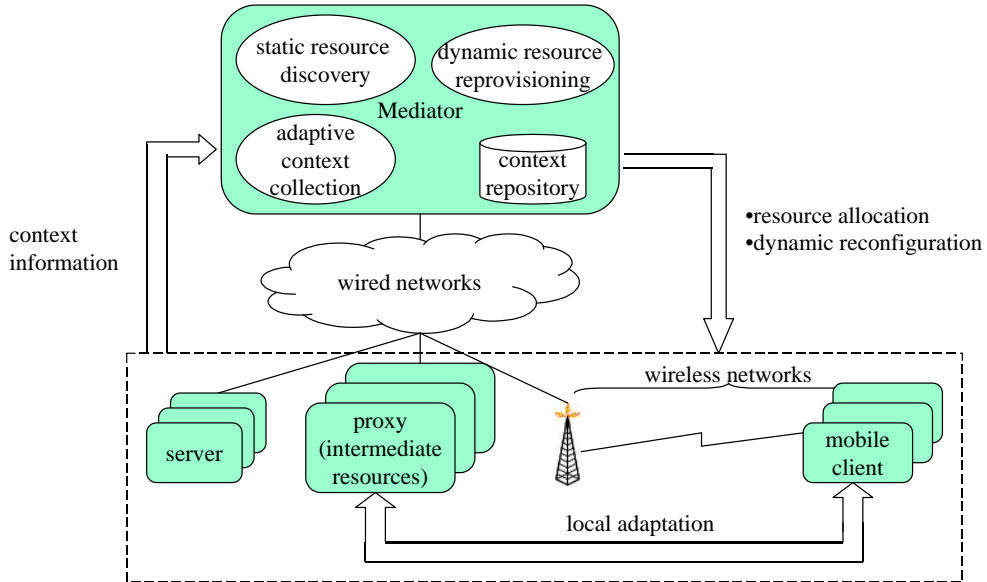 static resource
discovery
dynamic resource
reprovisioning
Mediator
adaptive
context
collection
context
repository
context
information
•resource allocation
•dynamic reconfiguration
wired networks
wireless networks
server
proxy
(intermediate
resources)
mobile
client
local adaptation